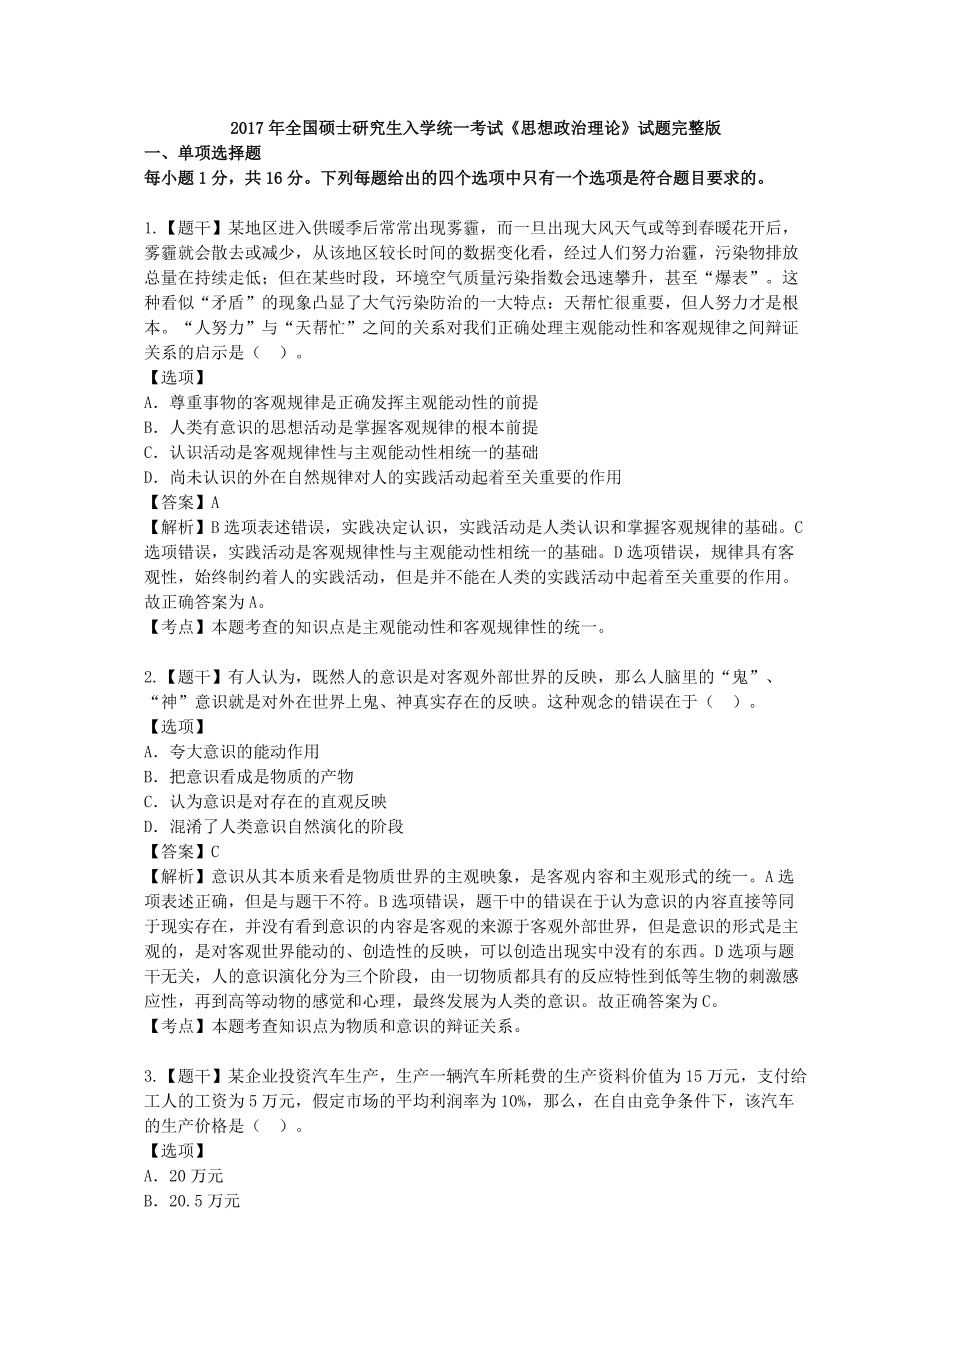 2017 年全国硕士研究生入学统一考试《思想政治理论》试题完整版
一、单项选择题
每小题 1 分，共 16 分。下列每题给出的四个选项中只有一个选项是符合题目要求的。
1.【题干】某地区进入供暖季后常常出现雾霾，而一旦出现大风天气或等到春暖花开后，
雾霾就会散去或减少，从该地区较长时间的数据变化看，经过人们努力治霾，污染物排放
总量在持续走低；但在某些时段，环境空气质量污染指数会迅速攀升，甚至“爆表”。这
种看似“矛盾”的现象凸显了大气污染防治的一大特点：天帮忙很重要，但人努力才是根
本。“人努力”与“天帮忙”之间的关系对我们正确处理主观能动性和客观规律之间辩证
关系的启示是（ ）。
【选项】
A．尊重事物的客观规律是正确发挥主观能动性的前提
B．人类有意识的思想活动是掌握客观规律的根本前提
C．认识活动是客观规律性与主观能动性相统一的基础
D．尚未认识的外在自然规律对人的实践活动起着至关重要的作用
【答案】A
【解析】B 选项表述错误，实践决定认识，实践活动是人类认识和掌握客观规律的基础。C
选项错误，实践活动是客观规律性与主观能动性相统一的基础。D 选项错误，规律具有客
观性，始终制约着人的实践活动，但是并不能在人类的实践活动中起着至关重要的作用。
故正确答案为 A。
【考点】本题考查的知识点是主观能动性和客观规律性的统一。
2.【题干】有人认为，既然人的意识是对客观外部世界的反映，那么人脑里的“鬼”、
“神”意识就是对外在世界上鬼、神真实存在的反映。这种观念的错误在于（ ）。
【选项】
A．夸大意识的能动作用
B．把意识看成是物质的产物
C．认为意识是对存在的直观反映
D．混淆了人类意识自然演化的阶段
【答案】C
【解析】意识从其本质来看是物质世界的主观映象，是客观内容和主观形式的统一。A 选
项表述正确，但是与题干不符。B 选项错误，题干中的错误在于认为意识的内容直接等同
于现实存在，并没有看到意识的内容是客观的来源于客观外部世界，但是意识的形式是主
观的，是对客观世界能动的、创造性的反映，可以创造出现实中没有的东西。D 选项与题
干无关，人的意识演化分为三个阶段，由一切物质都具有的反应特性到低等生物的刺激感
应性，再到高等动物的感觉和心理，最终发展为人类的意识。故正确答案为 C。
【考点】本题考查知识点为物质和意识的辩证关系。
3.【题干】某企业投资汽车生产，生产一辆汽车所耗费的生产资料价值为 15 万元，支付给
工人的工资为 5 万元，假定市场的平均利润率为 10%，那么，在自由竞争条件下，该汽车
的生产价格是（ ）。
【选项】
A．20 万元
B．20.5 万元